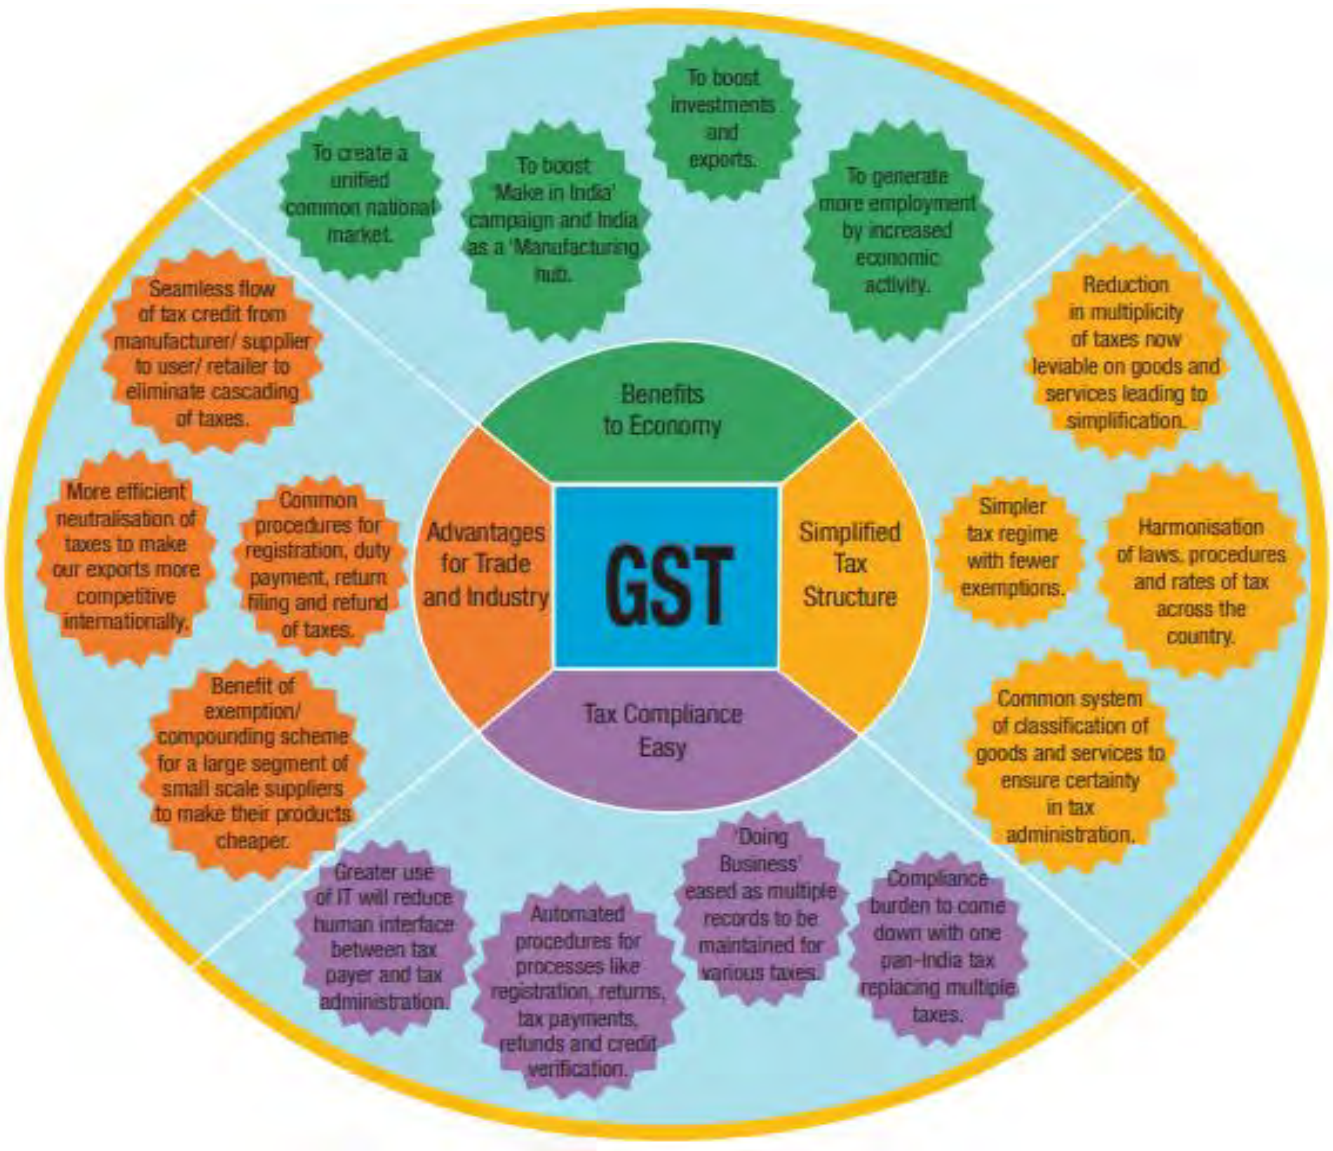 To boost
investments
and
exports.
To create a
unified
common national
market.
To boost
'Make in India'
campaign and India
as a 'Manufacturing
hub.
To generate
more employment
by increased
economic
activity.
Seamless flow
of tax credit from
manufacturer/ supplier
to user/ retailer to
eliminate cascading
of taxes.
Reduction
in multiplicity
of taxes now
leviable on goods and
services leading to
simplification.
Benefits
to Economy
More efficient
neutralisation of
taxes to make
our exports more
competitive
internationally.
Common
procedures for
registration, duty
payment, return
filing and refund
of taxes.
Advantages
for Trade
and Industry
GST
Simplified
Tax
Structure
Simpler
tax regime
with fewer
exemptions.
Harmonisation
of laws, procedures
and rates of tax
across the
country.
Benefit of
exemption/
compounding scheme
for a large segment of
small scale suppliers
to make their products
cheaper.
Tax Compliance
Easy
Common system
of classification of
goods and services to
ensure certainty
in tax
administration.
Greater use
of IT will reduce
human interface
between tax
payer and tax
administration.
Automated
procedures for
processes like
registration, returns,
tax payments,
refunds and credit
verification.
'Doing
Business'
eased as multiple
records to be
maintained for
various taxes.
Compliance
burden to come
down with one
pan-India tax
replacing multiple
taxes.